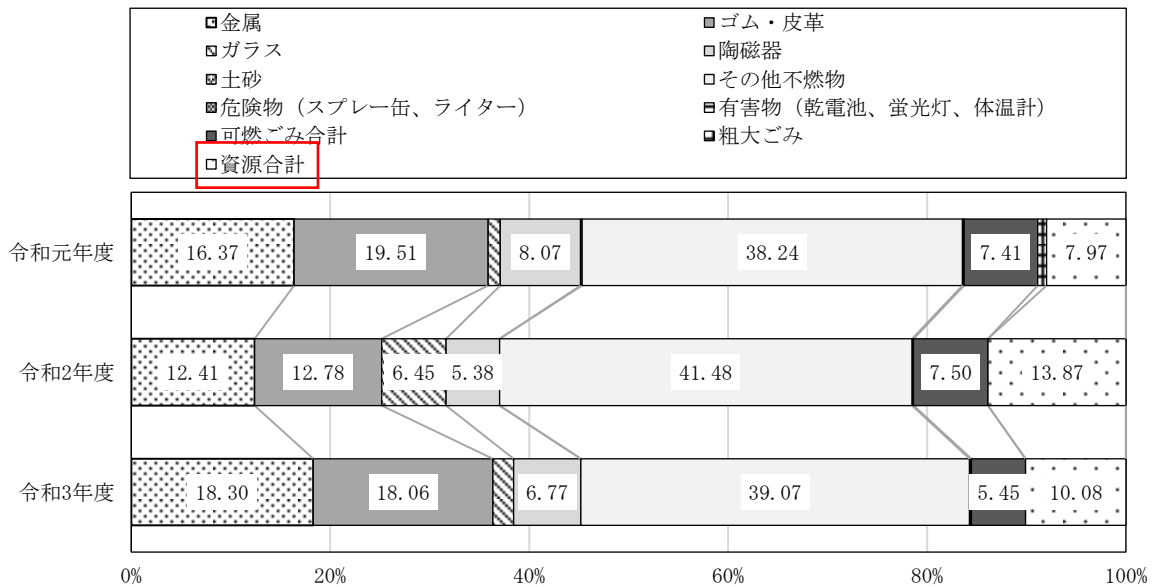 金属
ゴム・皮革
ガラス
陶磁器
土砂
その他不燃物
危険物（スプレー缶、ライター）
有害物（乾電池、蛍光灯、体温計）
可燃ごみ合計
粗大ごみ
資源合計
令和元年度 16.37 19.51 8.07 38.24 7.41 7.97
令和2年度 12.41 12.78 6.45 5.38 41.48 7.50 13.87
令和3年度 18.30 18.06 6.77 39.07 5.45 10.08
0% 20% 40% 60% 80% 100%